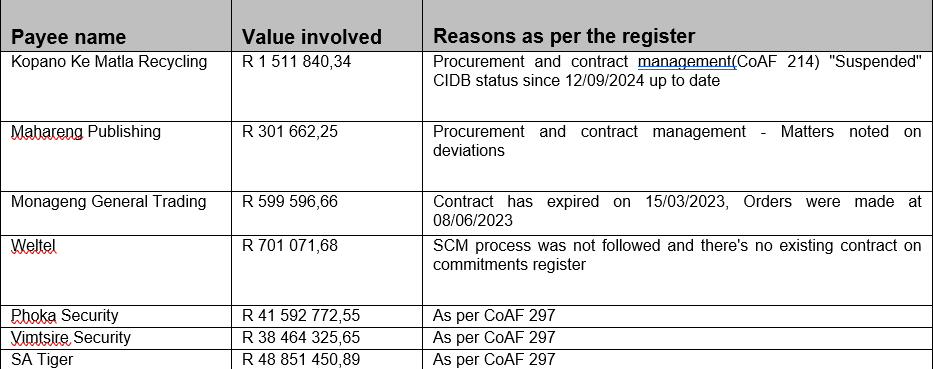 Payee name Value involved Reasons as per the register
Kopano Ke Matla Recycling R 1 511 840,34 Procurement and contract management(CoAF 214) "Suspended"
CIDB status since 12/09/2024 up to date
Mahareng Publishing R 301 662,25 Procurement and contract management - Matters noted on
deviations
Monageng General Trading R 599 596,66 Contract has expired on 15/03/2023, Orders were made at
08/06/2023
Weltel R 701 071,68 SCM process was not followed and there's no existing contract on
commitments register
Phoka Security R 41 592 772,55 As per CoAF 297
Vimtsire Security R 38 464 325,65 As per CoAF 297
SA Tiger R 48 851 450,89 As per CoAF 297